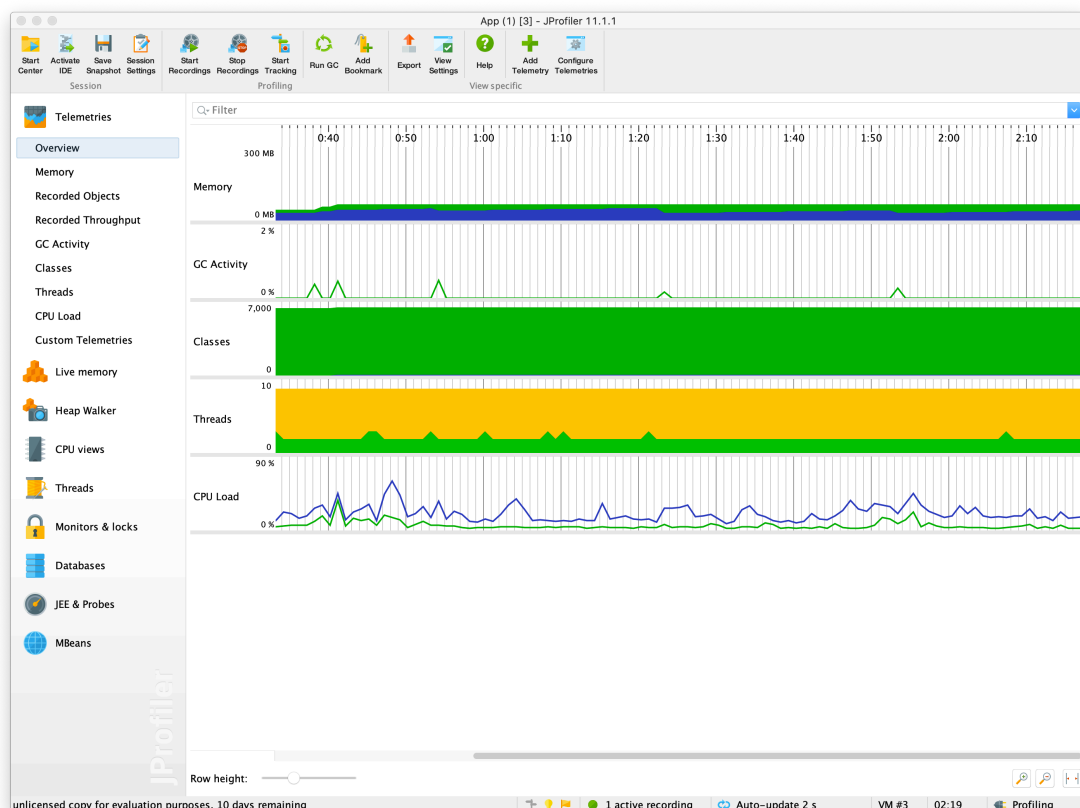 App (1) [3] - JProfiler 11.1.1
Start Center
Activate IDE
Save Snapshot
Session Settings
Start Recordings
Stop Recordings
Start Tracking
Run GC
Add Bookmark
Export
View Settings
Help
Add Telemetry
Configure Telemetries
Session
Profiling
View specific
Telemetries
Overview
Memory
Recorded Objects
Recorded Throughput
GC Activity
Classes
Threads
CPU Load
Custom Telemetries
Live memory
Heap Walker
CPU views
Threads
Monitors & locks
Databases
JEE & Probes
MBeans
JProfiler
Filter
0:40 0:50 1:00 1:10 1:20 1:30 1:40 1:50 2:00 2:10
300 MB
Memory
0 MB
2 %
GC Activity
0 %
7,000
Classes
0
10
Threads
0
90 %
CPU Load
0 %
Row height:
unlicensed copy for evaluation purposes, 10 days remaining
1 active recording
Auto-update 2 s
VM #3
02:19
Profiling